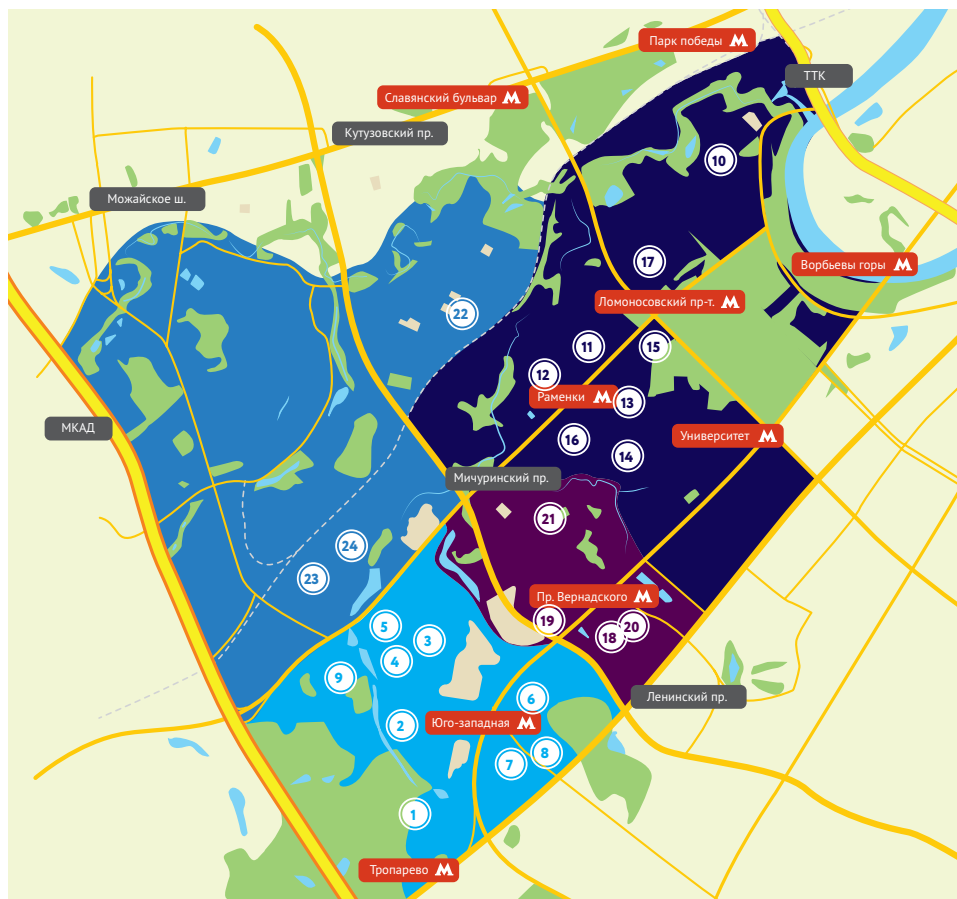 Парк победы
ТТК
Славянский бульвар
Кутузовский пр.
10
Можайское ш.
17
Ворбьевы горы
Ломоносовский пр-т.
22
11
15
12
Раменки
13
МКАД
16
Университет
14
Мичуринский пр.
21
24
23
Пр. Вернадского
19
20
18
5
3
4
9
Ленинский пр.
6
2
Юго-западная
8
7
1
Тропарево